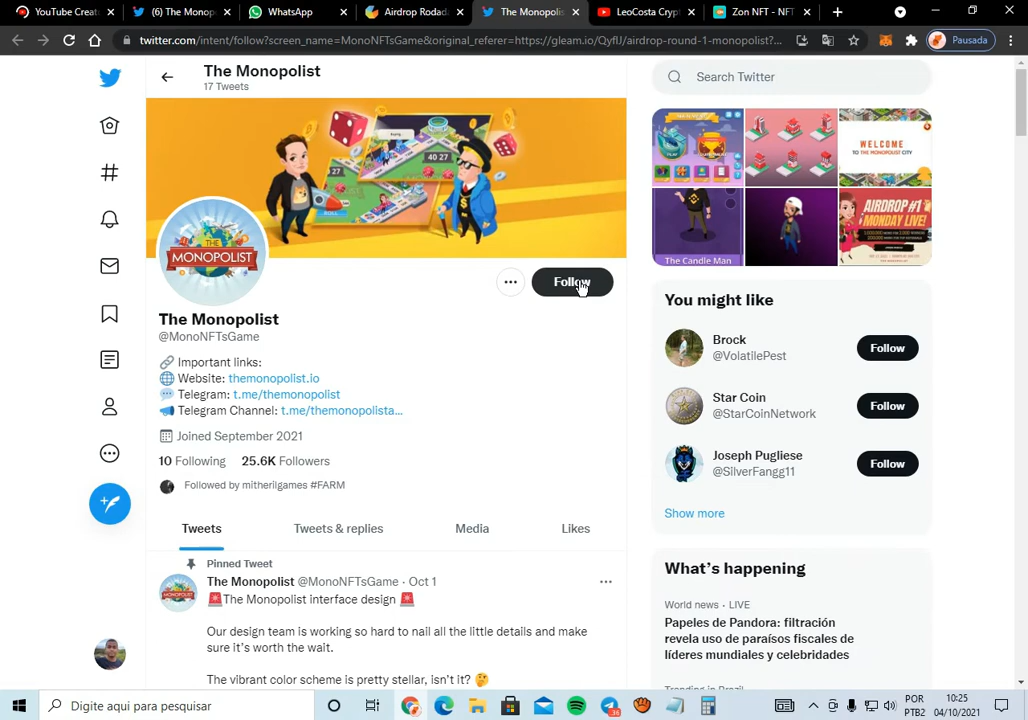 YouTube Creat
(6) The Monop
WhatsApp
Airdrop Rodad
The Monopolis
LeoCosta Cryp
Zon NFT - NFT
twitter.com/intent/follow?screen_name=MonoNFTsGame&original_referer=https://gleam.io/QyflJ/airdrop-round-1-monopolist?...
Pausada
The Monopolist
17 Tweets
Search Twitter
40 27
27
ROLL
THE
MONOPOLIST
WELCOME
TO THE MONOPOLIST CITY
The Candle Man
AIRDROP #1
MONDAY LIVE!
Follow
The Monopolist
@MonoNFTsGame
Important links:
Website: themonopolist.io
Telegram: t.me/themonopolist
Telegram Channel: t.me/themonopolista...
Joined September 2021
10 Following 25.6K Followers
Followed by mitherilgames #FARM
Tweets
Tweets & replies
Media
Likes
Pinned Tweet
The Monopolist @MonoNFTsGame · Oct 1
The Monopolist interface design
Our design team is working so hard to nail all the little details and make
sure it's worth the wait.
The vibrant color scheme is pretty stellar, isn't it?
You might like
Brock
@VolatilePest
Follow
Star Coin
@StarCoinNetwork
Follow
Joseph Pugliese
@SilverFangg11
Follow
Show more
What's happening
World news · LIVE
Papeles de Pandora: filtración
revela uso de paraísos fiscales de
líderes mundiales y celebridades
Trending in Brazil
Digite aqui para pesquisar
POR
PTB2
10:25
04/10/2021